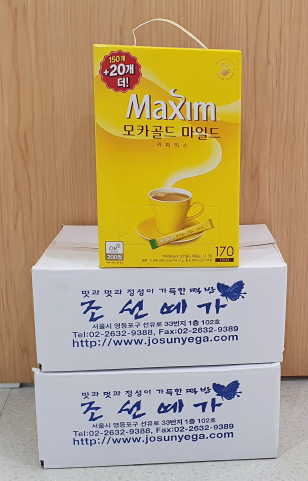 150개
+20개
더!
Maxim
모카골드 마일드
커피믹스
170
OK
200원
맛과 멋과 정성이 가득한 떡 방
조선예가
서울시 영등포구 선유로 33번지 1층 102호
Tel:02-2632-9388, Fax:02-2632-9389
http://www.josunyega.com
맛과 멋과 정성이 가득한 떡 방
조선예가
서울시 영등포구 선유로 33번지 1층 102호
Tel:02-2632-9388, Fax:02-2632-9389
http://www.josunyega.com